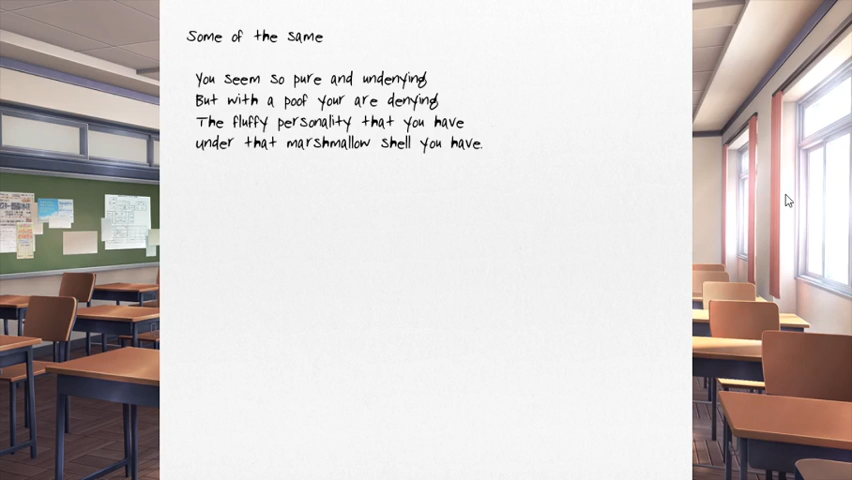 Some of the same
You seem so pure and undenying
But with a poof your are denying
The fluffy personality that you have
under that marshmallow shell you have.